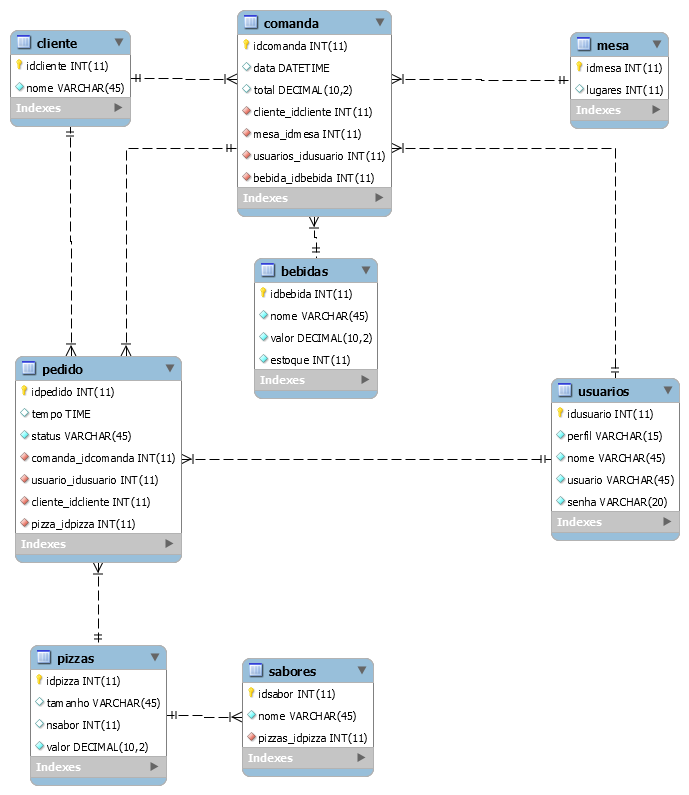 cliente
idcliente INT(11)
nome VARCHAR(45)
Indexes
comanda
idcomanda INT(11)
data DATETIME
total DECIMAL(10,2)
cliente_idcliente INT(11)
mesa_idmesa INT(11)
usuarios_idusuario INT(11)
bebida_idbebida INT(11)
Indexes
mesa
idmesa INT(11)
lugares INT(11)
Indexes
bebidas
idbebida INT(11)
nome VARCHAR(45)
valor DECIMAL(10,2)
estoque INT(11)
Indexes
pedido
idpedido INT(11)
tempo TIME
status VARCHAR(45)
comanda_idcomanda INT(11)
usuario_idusuario INT(11)
cliente_idcliente INT(11)
pizza_idpizza INT(11)
Indexes
usuarios
idusuario INT(11)
perfil VARCHAR(15)
nome VARCHAR(45)
usuario VARCHAR(45)
senha VARCHAR(20)
Indexes
pizzas
idpizza INT(11)
tamanho VARCHAR(45)
nsabor INT(11)
valor DECIMAL(10,2)
Indexes
sabores
idsabor INT(11)
nome VARCHAR(45)
pizzas_idpizza INT(11)
Indexes